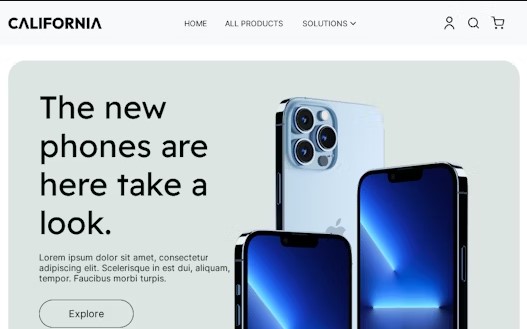 CALIFORNIA
HOME
ALL PRODUCTS
SOLUTIONS
The new
phones are
here take a
look.
Lorem ipsum dolor sit amet, consectetur
adipiscing elit. Scelerisque in est dui, aliquam,
tempor. Faucibus morbi turpis.
Explore